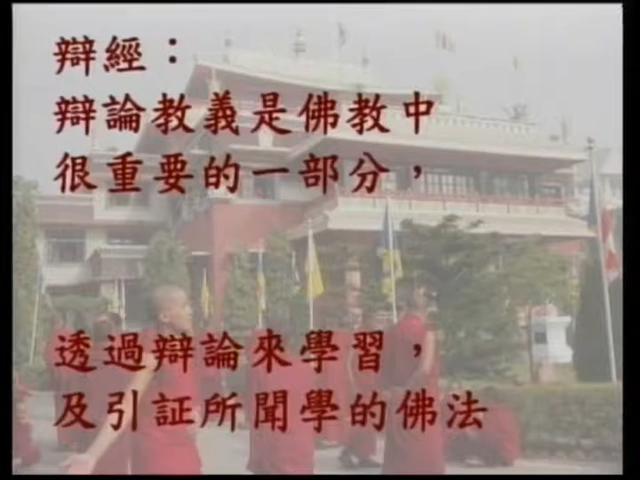 辯經：
辯論教義是佛教中
很重要的一部分，
透過辯論來學習，
及引証所聞學的佛法